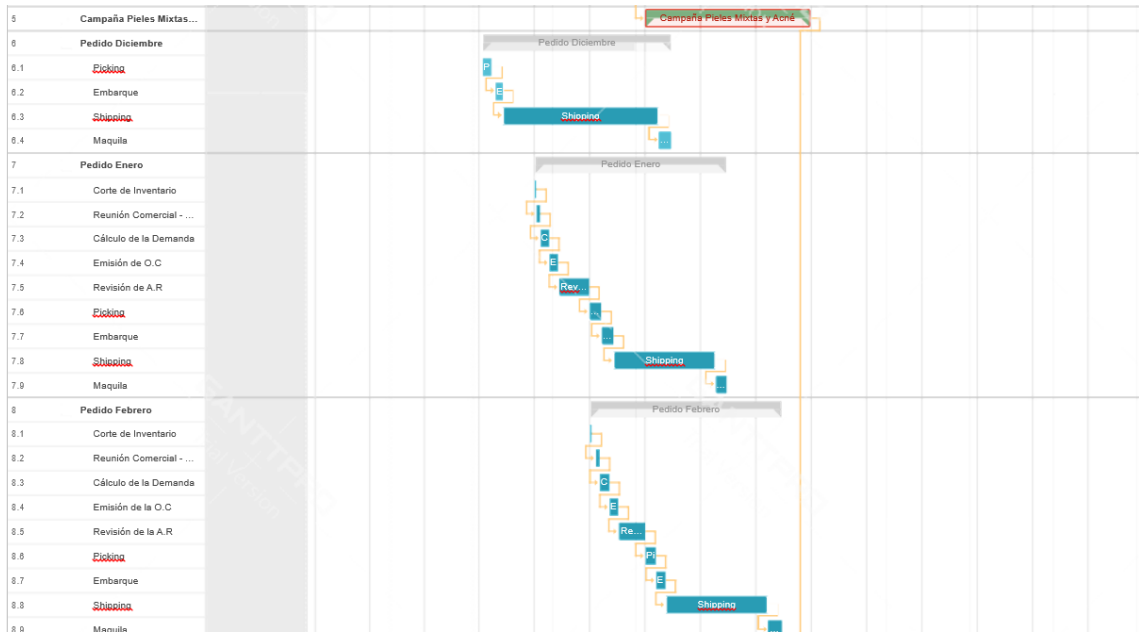 5 Campaña Pieles Mixtas... Campaña Pieles Mixtas y Acné
6 Pedido Diciembre Pedido Diciembre
6.1 Picking P
6.2 Embarque E
6.3 Shipping Shipping
6.4 Maquila ...
7 Pedido Enero Pedido Enero
7.1 Corte de Inventario
7.2 Reunión Comercial - ...
7.3 Cálculo de la Demanda C
7.4 Emisión de O.C E
7.5 Revisión de A.R Rev...
7.6 Picking ...
7.7 Embarque ...
7.8 Shipping Shipping
7.9 Maquila ...
8 Pedido Febrero Pedido Febrero
8.1 Corte de Inventario
8.2 Reunión Comercial - ...
8.3 Cálculo de la Demanda C
8.4 Emisión de la O.C E
8.5 Revisión de la A.R Re...
8.6 Picking Pi
8.7 Embarque E
8.8 Shipping Shipping
8.9 Maquila ...